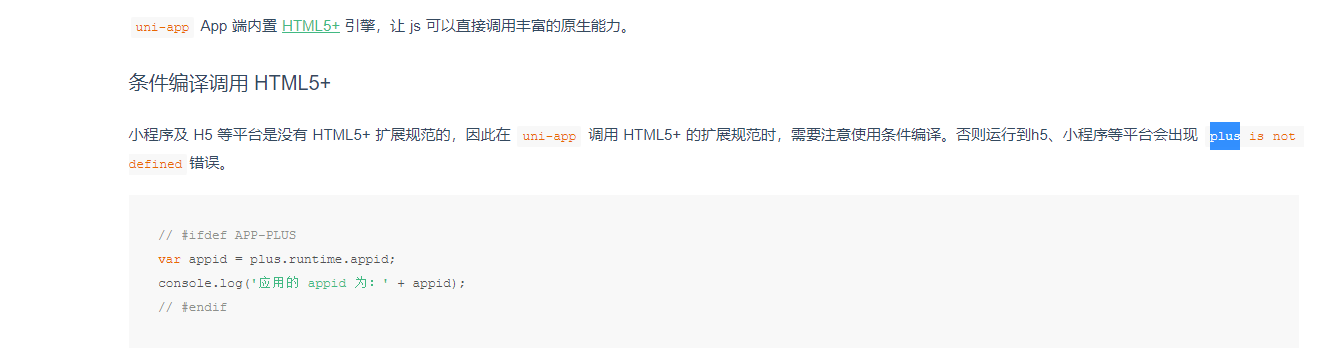 uni-app App 端内置 HTML5+ 引擎，让 js 可以直接调用丰富的原生能力。
条件编译调用 HTML5+
小程序及 H5 等平台是没有 HTML5+ 扩展规范的，因此在 uni-app 调用 HTML5+ 的扩展规范时，需要注意使用条件编译。否则运行到h5、小程序等平台会出现 plus is not
defined 错误。
// #ifdef APP-PLUS
var appid = plus.runtime.appid;
console.log('应用的 appid 为：' + appid);
// #endif